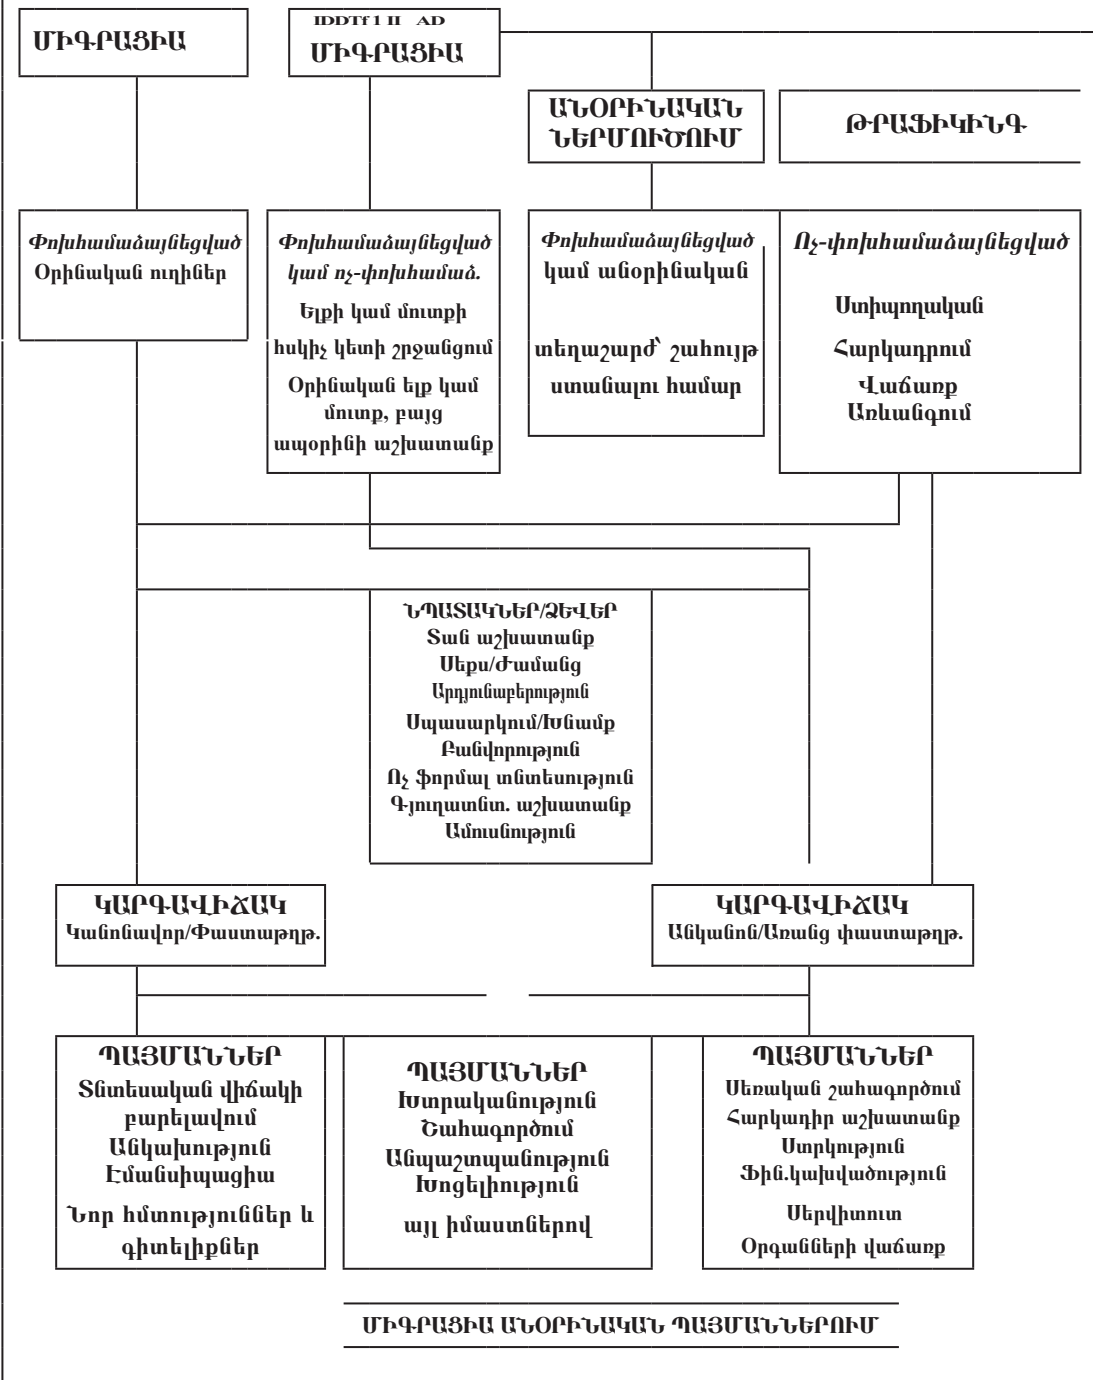 ՄԻԳՐԱՑԻԱ
ՄԻԳՐԱՑԻԱ
ԱՆՕՐԻՆԱԿԱՆ
ՆԵՐՄՈՒԾՈՒՄ
ԹՐԱՖԻԿԻՆԳ
Փոխհամաձայնեցված
Օրինական ուղիներ
Փոխհամաձայնեցված
կամ ոչ-փոխհամաձ.
Ելքի կամ մուտքի
հսկիչ կետի շրջանցում
Օրինական ելք կամ
մուտք, բայց
ապօրինի աշխատանք
Փոխհամաձայնեցված
կամ անօրինական
տեղաշարժ՝ շահույթ
ստանալու համար
Ոչ-փոխհամաձայնեցված
Ստիպողական
Հարկադրում
Վաճառք
Առևանգում
ՆՊԱՏԱԿՆԵՐ/ՁԵՎԵՐ
Տան աշխատանք
Սեքս/Ժամանց
Արդյունաբերություն
Սպասարկում/Խնամք
Բանվորություն
Ոչ ֆորմալ տնտեսություն
Գյուղատնտ. աշխատանք
Ամուսնություն
ԿԱՐԳԱՎԻՃԱԿ
Կանոնավոր/Փաստաթղթ.
ԿԱՐԳԱՎԻՃԱԿ
Անկանոն/Առանց փաստաթղթ.
ՊԱՅՄԱՆՆԵՐ
Տնտեսական վիճակի
բարելավում
Անկախություն
Էմանսիպացիա
Նոր հմտություններ և
գիտելիքներ
ՊԱՅՄԱՆՆԵՐ
Խտրականություն
Շահագործում
Անպաշտպանություն
Խոցելիություն
այլ իմաստներով
ՊԱՅՄԱՆՆԵՐ
Սեռական շահագործում
Հարկադիր աշխատանք
Ստրկություն
Ֆին.կախվածություն
Սերվիտուտ
Օրգանների վաճառք
ՄԻԳՐԱՑԻԱ ԱՆՕՐԻՆԱԿԱՆ ՊԱՅՄԱՆՆԵՐՈՒՄ